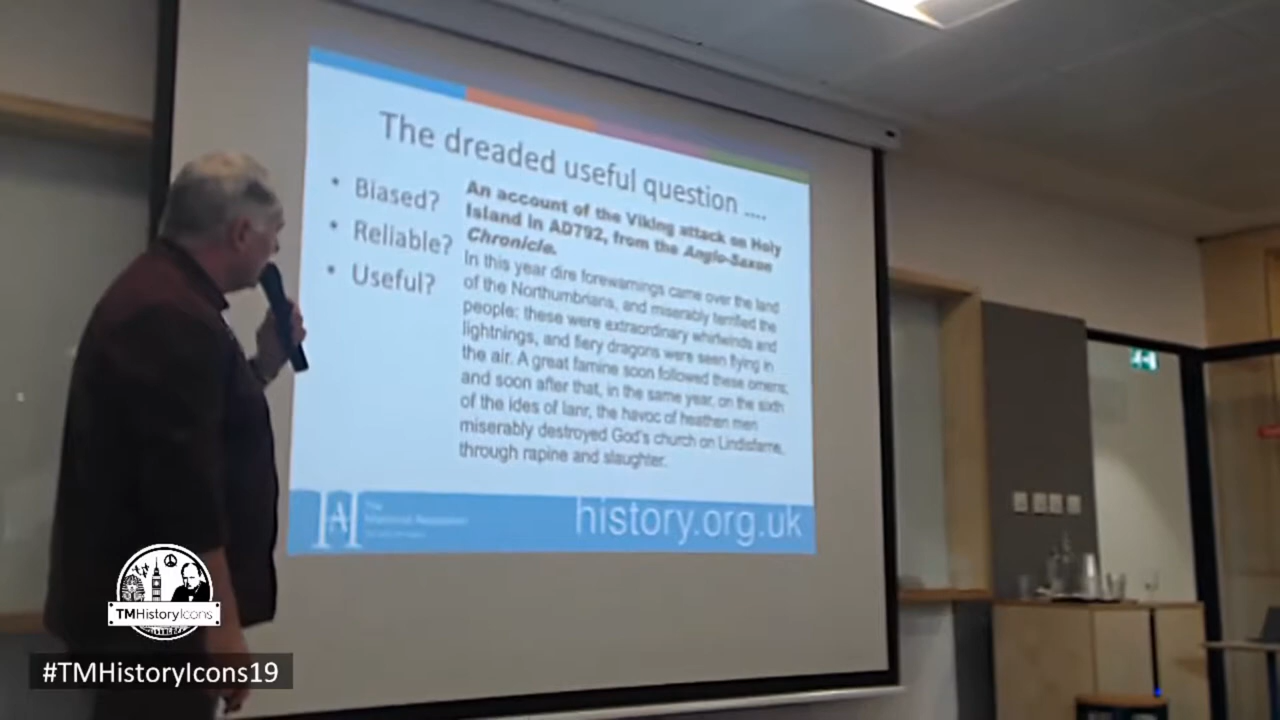 The dreaded useful question ....
• Biased?
• Reliable?
• Useful?
An account of the Viking attack on Holy
Island in AD792, from the Anglo-Saxon
Chronicle.
In this year dire forewarnings came over the land
of the Northumbrians, and miserably terrified the
people: these were extraordinary whirlwinds and
lightnings, and fiery dragons were seen flying in
the air. A great famine soon followed these omens;
and soon after that, in the same year, on the sixth
of the ides of Ianr, the havoc of heathen men
miserably destroyed God's church on Lindisfarne,
through rapine and slaughter.
HA
The
history.org.uk
TMHistoryIcons
#TMHistoryIcons19